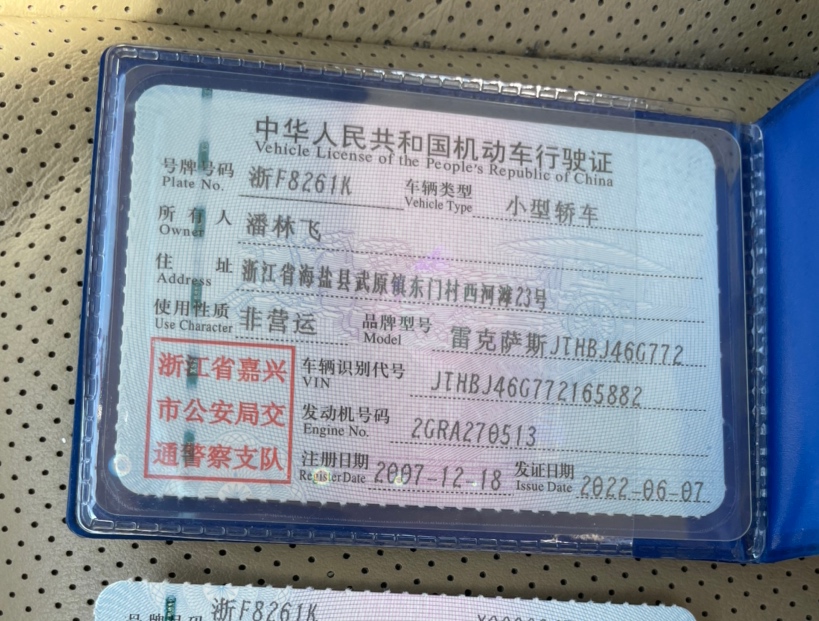 中华人民共和国机动车行驶证
Vehicle License of the People's Republic of China
号牌号码 浙F8261K 车辆类型 小型轿车
Plate No. Vehicle Type
所有人 潘林飞
Owner
住址 浙江省海盐县武原镇东门村西河滩23号
Address
使用性质 非营运 品牌型号 雷克萨斯JTHBJ46G772
Use Character Model
浙江省嘉兴
市公安局交
通警察支队
车辆识别代号 JTHBJ46G772165882
VIN
发动机号码 2GRA270513
Engine No.
注册日期 2007-12-18 发证日期 2022-06-07
Register Date Issue Date
号牌号码 浙F8261K